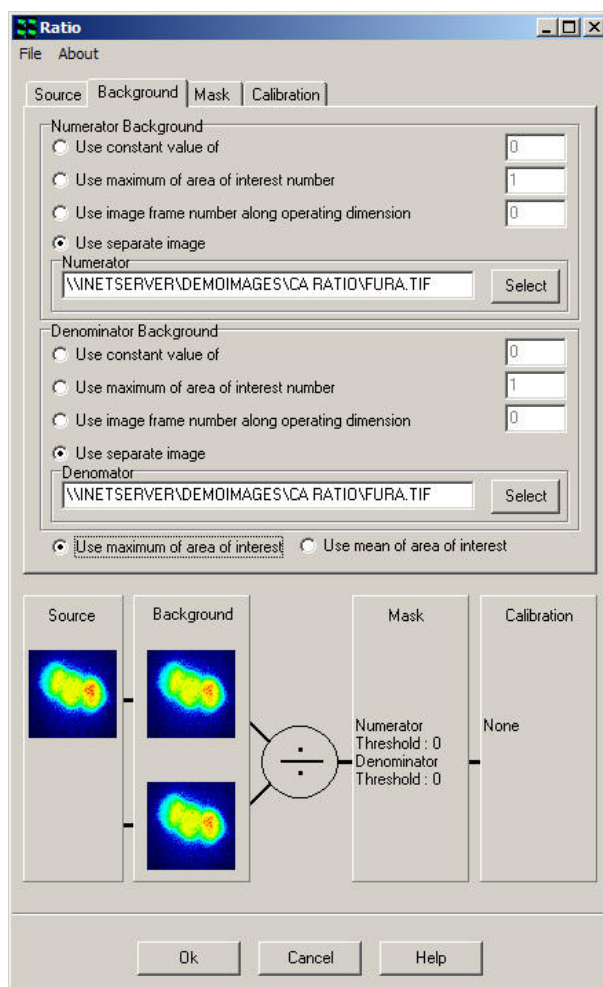 Ratio
File About
Source Background Mask Calibration
Numerator Background
Use constant value of 0
Use maximum of area of interest number 1
Use image frame number along operating dimension 0
Use separate image
Numerator
\\INETSERVER\DEMOIMAGES\CA RATIO\FURA.TIF Select
Denominator Background
Use constant value of 0
Use maximum of area of interest number 1
Use image frame number along operating dimension 0
Use separate image
Denomator
\\INETSERVER\DEMOIMAGES\CA RATIO\FURA.TIF Select
Use maximum of area of interest Use mean of area of interest
Source Background Mask Calibration
Numerator None
Threshold : 0
Denominator
Threshold : 0
Ok Cancel Help